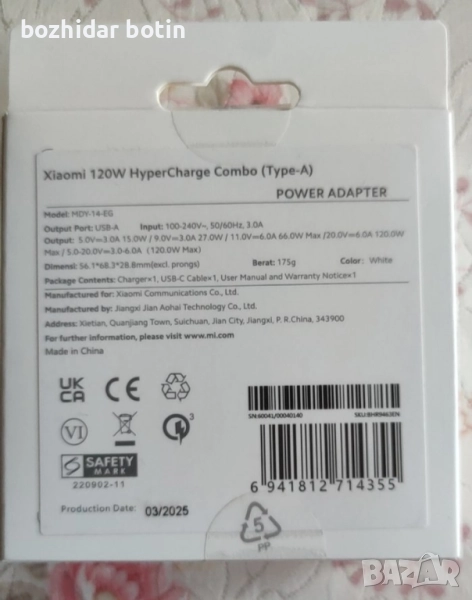 bozhidar botin
Xiaomi 120W HyperCharge Combo (Type-A)
POWER ADAPTER
Model: MDY-14-EG
Output Port: USB-A Input: 100-240V~, 50/60Hz, 3.0A
Output: 5.0V⎓3.0A 15.0W / 9.0V⎓3.0A 27.0W / 11.0V⎓6.0A 66.0W Max /20.0V⎓6.0A 120.0W
Max / 5.0-20.0V⎓3.0-6.0A (120.0W Max)
Dimensi: 56.1*68.3*28.8mm(excl. prongs) Berat: 175g Color: White
Package Contents: Charger×1, USB-C Cable×1, User Manual and Warranty Notice×1
Manufactured for: Xiaomi Communications Co., Ltd.
Manufactured by: Jiangxi Jian Aohai Technology Co., Ltd.
Address: Xietian, Quanjiang Town, Suichuan, Jian City, Jiangxi, P. R.China, 343900
For further information, please visit www.mi.com
Made in China
UK
CA
CE
VI
3
SN:60041/00040140 SKU:BHR9463EN
SAFETY
MARK
220902-11
6 941812 714355
Production Date: 03/2025
5
PP
BAZAR